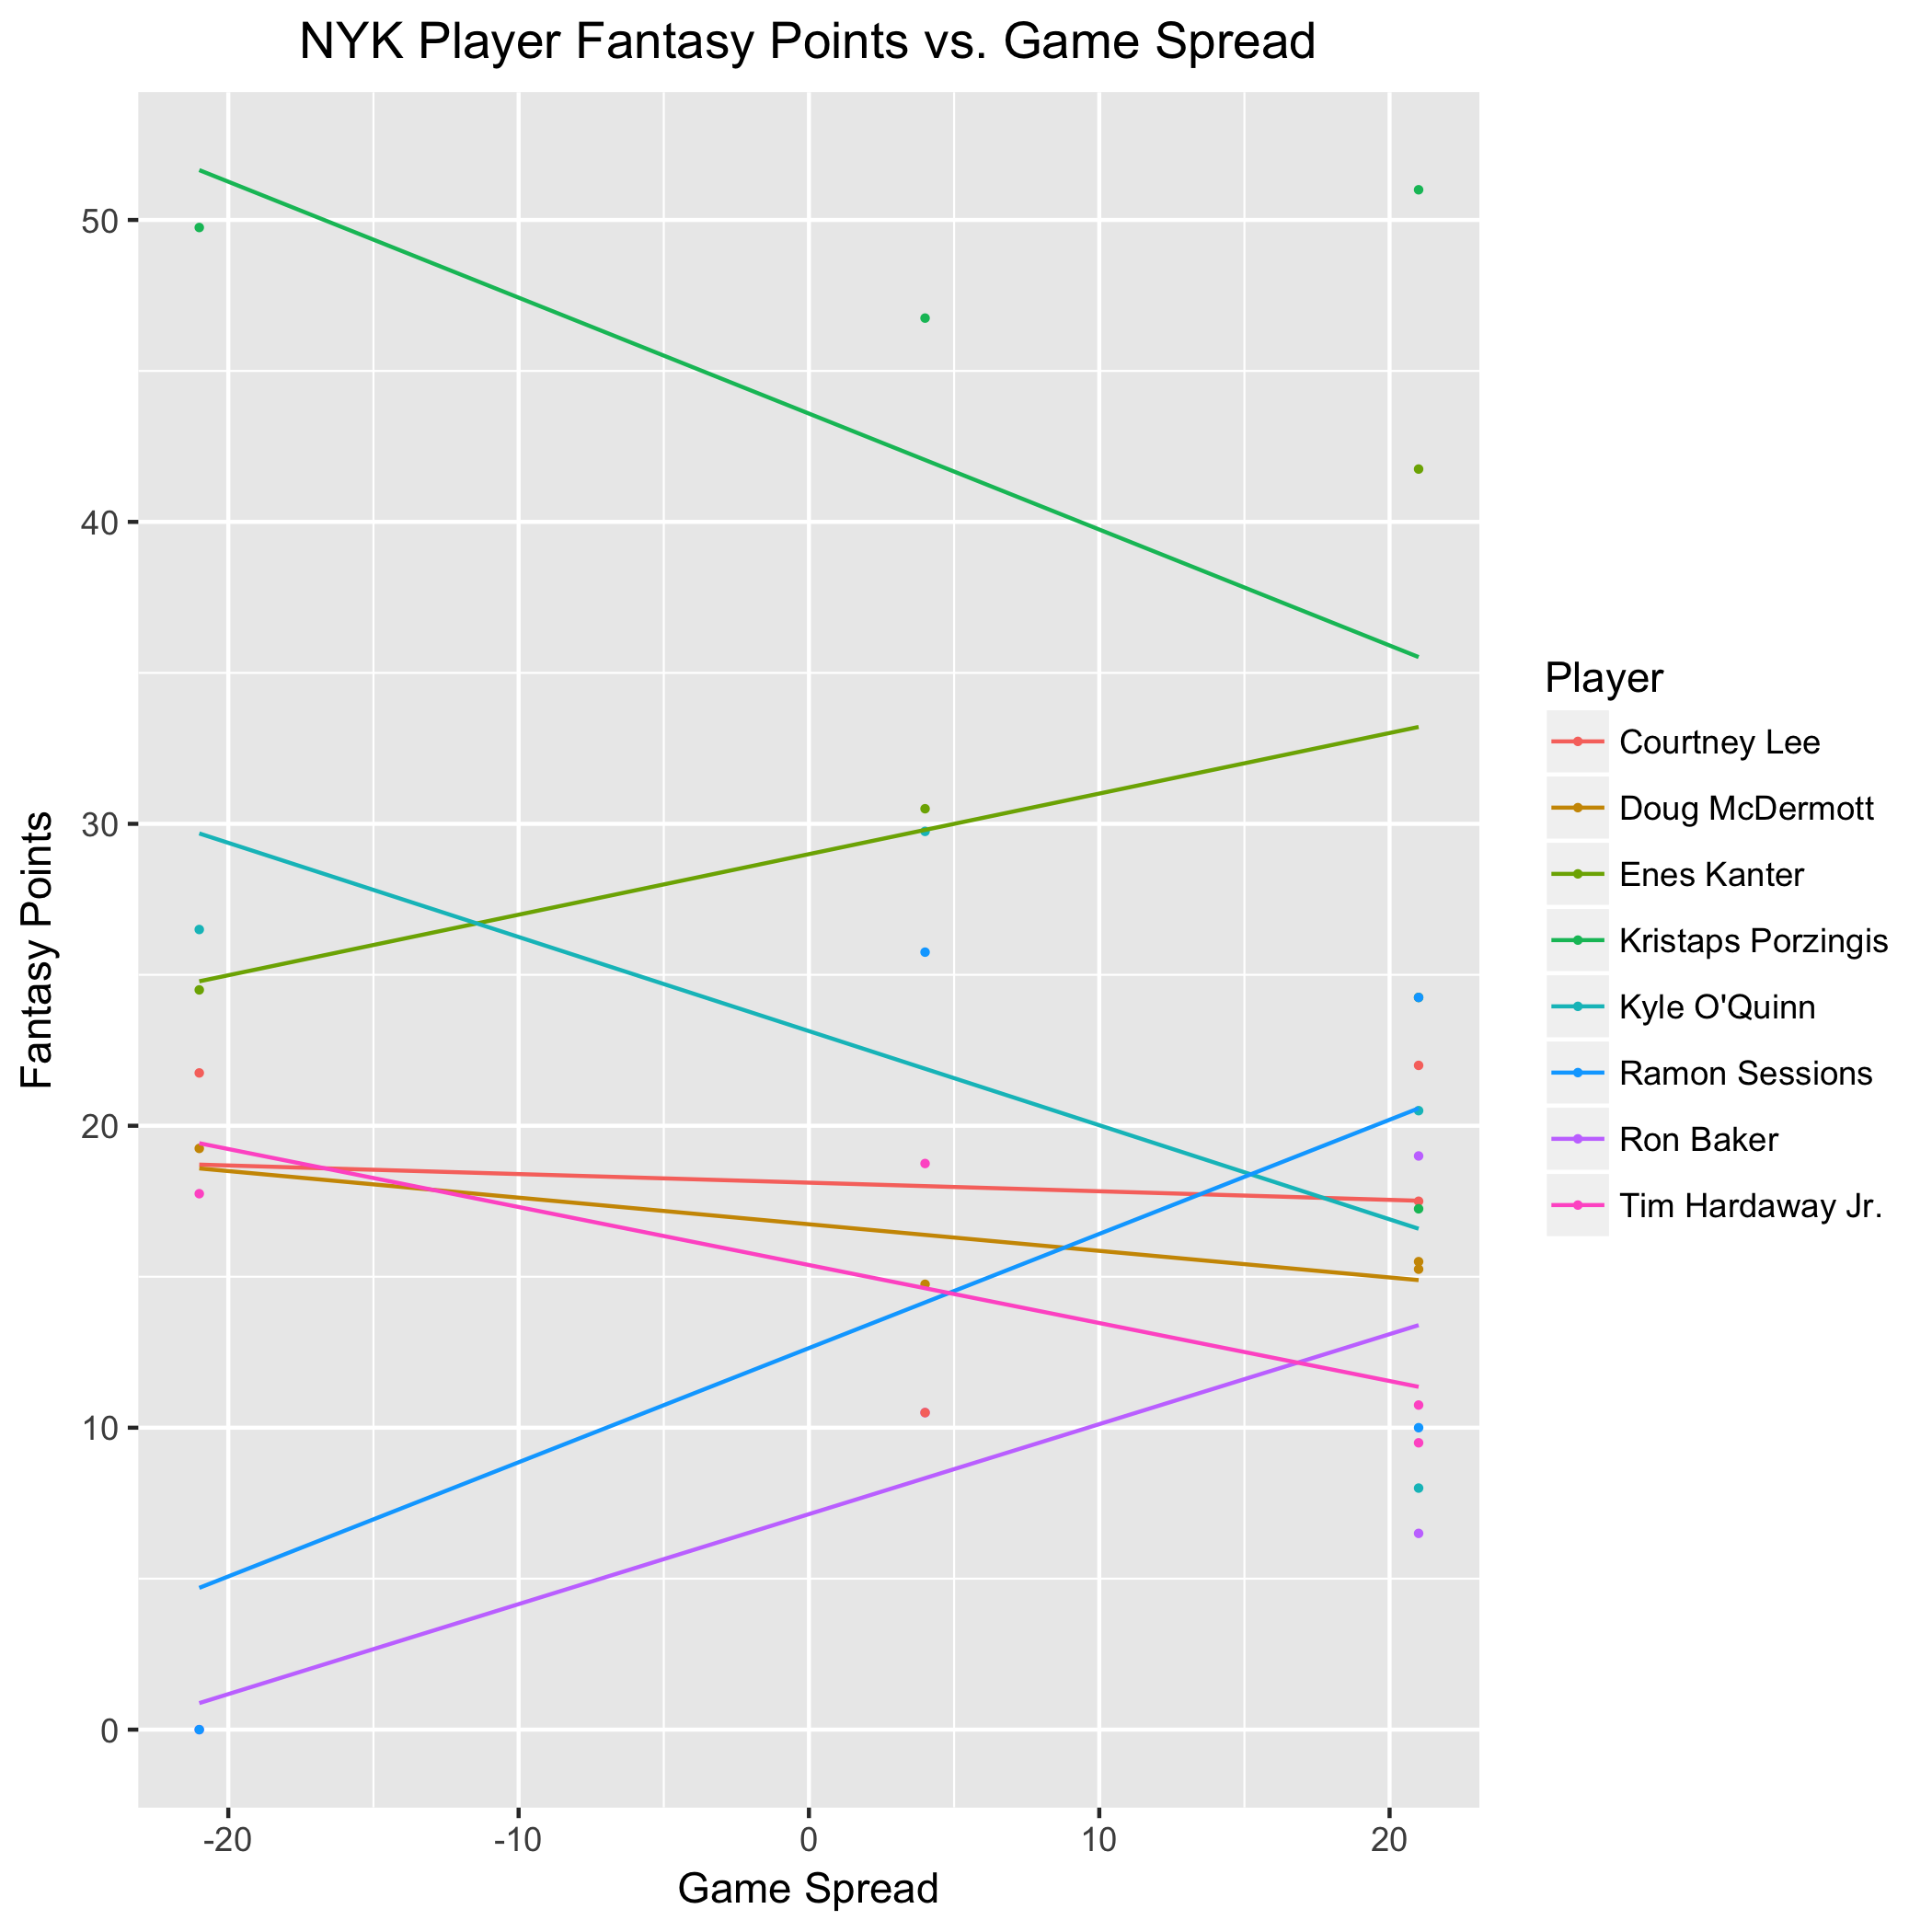 NYK Player Fantasy Points vs. Game Spread
Fantasy Points
50
40
30
20
10
0
-20
-10
0
10
20
Game Spread
Player
Courtney Lee
Doug McDermott
Enes Kanter
Kristaps Porzingis
Kyle O'Quinn
Ramon Sessions
Ron Baker
Tim Hardaway Jr.